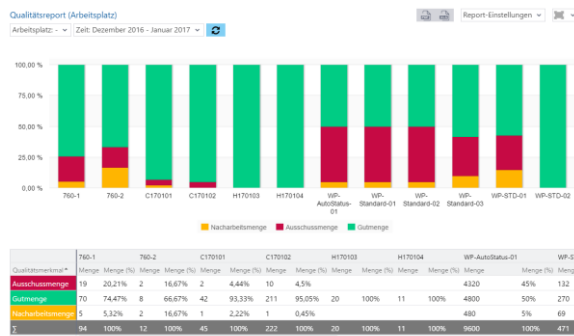 Qualitätsreport (Arbeitsplatz)
Report-Einstellungen
Arbeitsplatz: - Zeit: Dezember 2016 - Januar 2017
100,00 %
75,00 %
50,00 %
25,00 %
0,00 %
760-1 760-2 C170101 C170102 H170103 H170104 WP-AutoStatus-01 WP-Standard-01 WP-Standard-02 WP-Standard-03 WP-STD-01 WP-STD-02
Nacharbeitsmenge Ausschussmenge Gutmenge
760-1 760-2 C170101 C170102 H170103 H170104 WP-AutoStatus-01 WP-S
Qualitätsmerkmal Menge Menge (%) Menge Menge (%) Menge Menge (%) Menge Menge (%) Menge Menge (%) Menge Menge (%) Menge Menge (%) Menge
Ausschussmenge 19 20,21% 2 16,67% 2 4,44% 10 4,5% 4320 45% 132
Gutmenge 70 74,47% 8 66,67% 42 93,33% 211 95,05% 20 100% 11 100% 4800 50% 270
Nacharbeitsmenge 5 5,32% 2 16,67% 1 2,22% 1 0,45% 480 5% 69
Σ 94 100% 12 100% 45 100% 222 100% 20 100% 11 100% 9600 100% 471